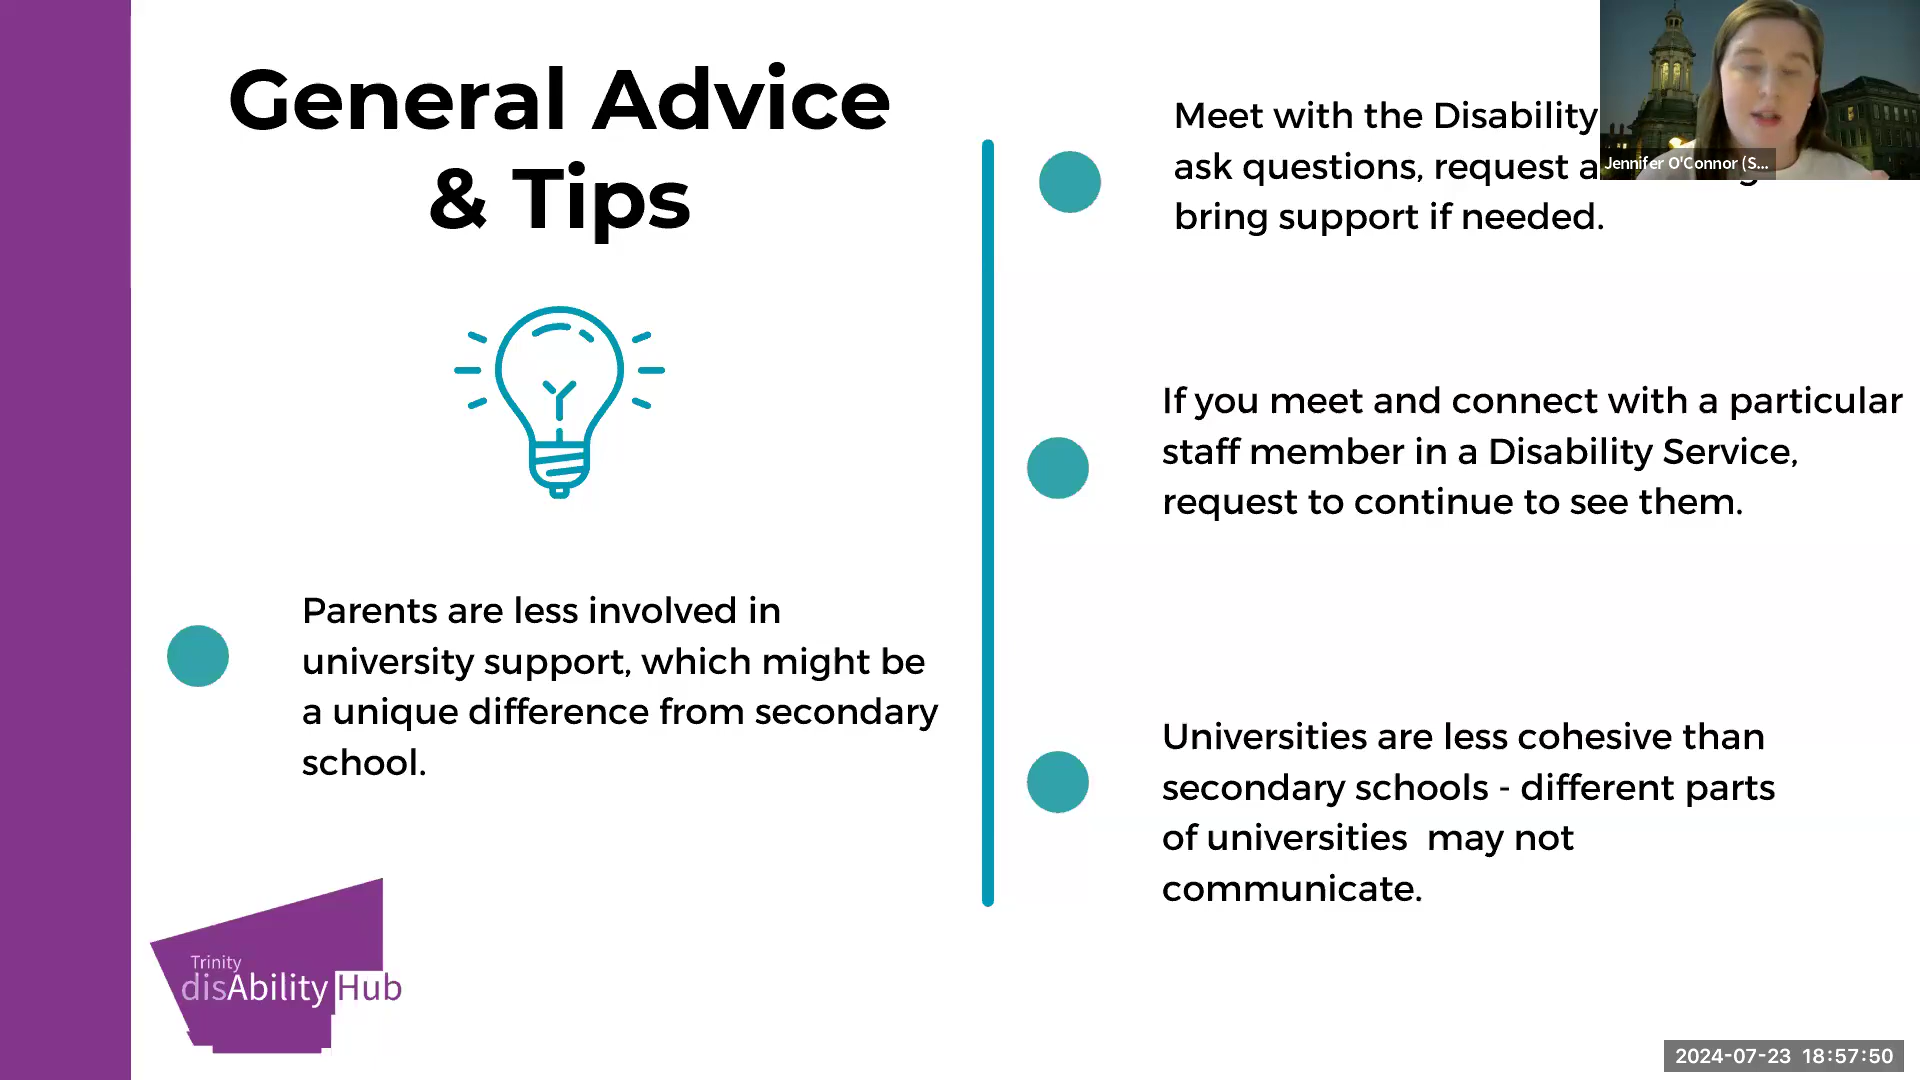 General Advice
& Tips
Parents are less involved in
university support, which might be
a unique difference from secondary
school.
Meet with the Disability
ask questions, request a
bring support if needed.
If you meet and connect with a particular
staff member in a Disability Service,
request to continue to see them.
Universities are less cohesive than
secondary schools - different parts
of universities  may not
communicate.
Trinity
disAbility Hub
Jennifer O'Connor (S...
2024-07-23 18:57:50